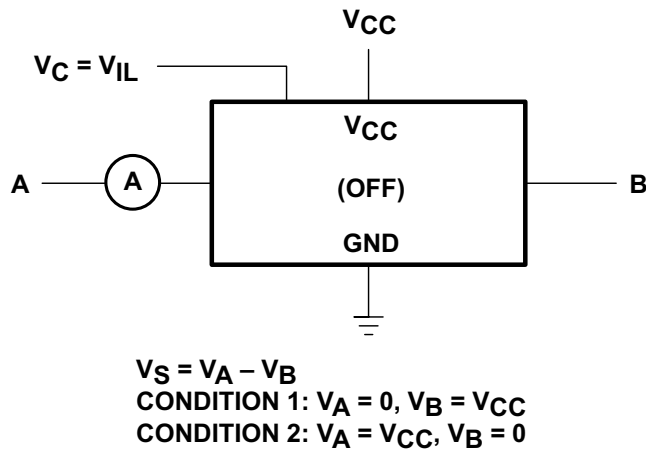 VCC
VC = VIL
VCC
A
A
(OFF)
B
GND
VS = VA – VB
CONDITION 1: VA = 0, VB = VCC
CONDITION 2: VA = VCC, VB = 0